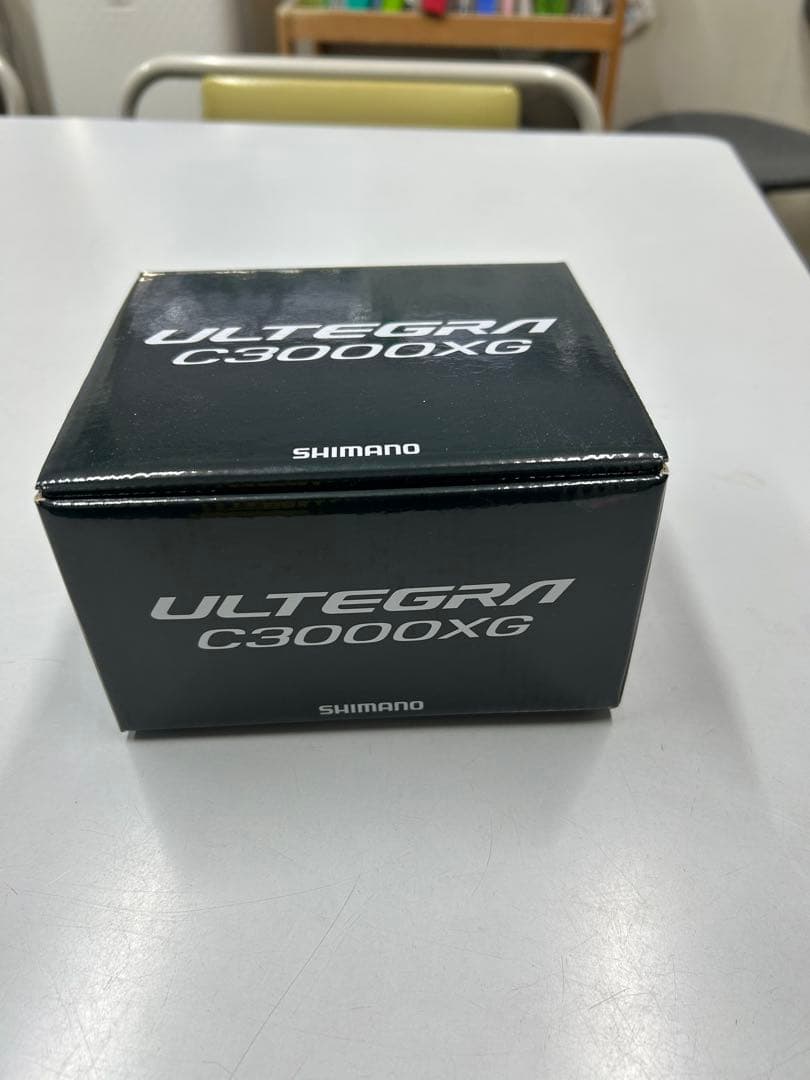 ULTEGRA
C3000XG
SHIMANO
ULTEGRA
C3000XG
SHIMANO